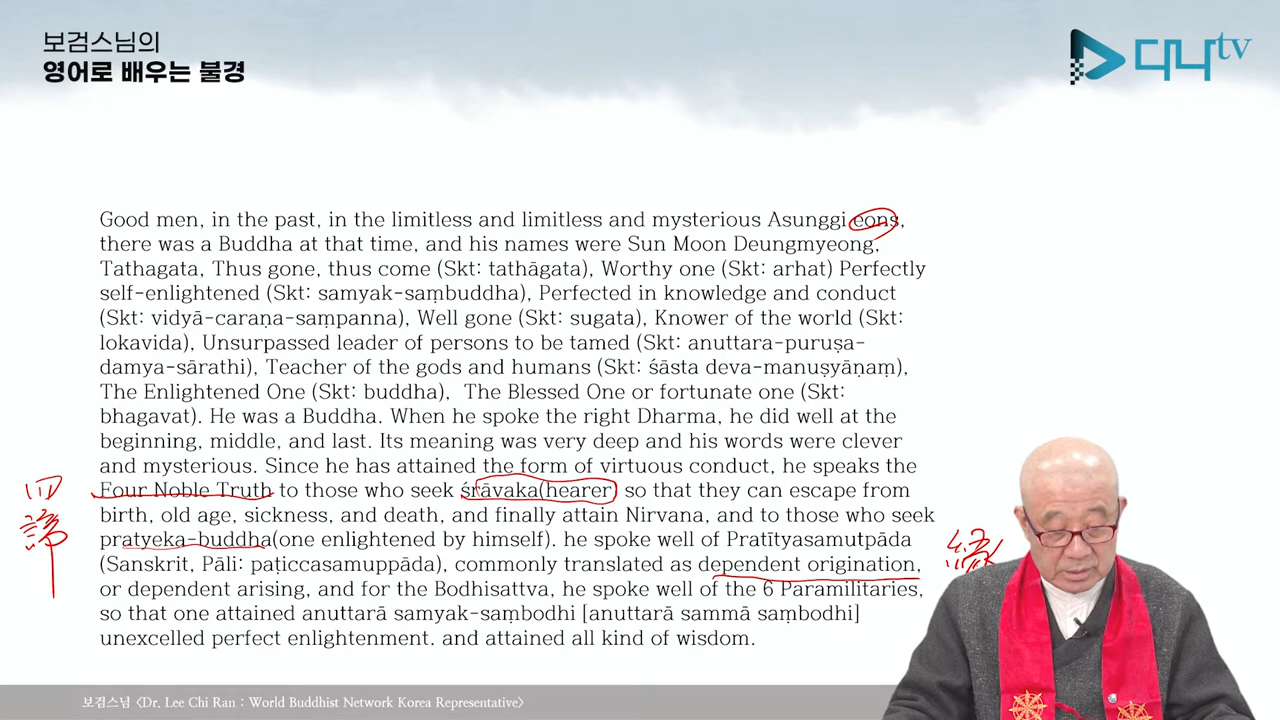 보검스님의
영어로 배우는 불경
디나tv
Good men, in the past, in the limitless and limitless and mysterious Asunggi eons,
there was a Buddha at that time, and his names were Sun Moon Deungmyeong,
Tathagata, Thus gone, thus come (Skt: tathāgata), Worthy one (Skt: arhat) Perfectly
self-enlightened (Skt: samyak-saṃbuddha), Perfected in knowledge and conduct
(Skt: vidyā-caraṇa-saṃpanna), Well gone (Skt: sugata), Knower of the world (Skt:
lokavida), Unsurpassed leader of persons to be tamed (Skt: anuttara-puruṣa-
damya-sārathi), Teacher of the gods and humans (Skt: śāsta deva-manuṣyāṇaṃ),
The Enlightened One (Skt: buddha),  The Blessed One or fortunate one (Skt:
bhagavat). He was a Buddha. When he spoke the right Dharma, he did well at the
beginning, middle, and last. Its meaning was very deep and his words were clever
and mysterious. Since he has attained the form of virtuous conduct, he speaks the
Four Noble Truth to those who seek śrāvaka(hearer) so that they can escape from
birth, old age, sickness, and death, and finally attain Nirvana, and to those who seek
pratyeka-buddha(one enlightened by himself). he spoke well of Pratītyasamutpāda
(Sanskrit, Pāli: paṭiccasamuppāda), commonly translated as dependent origination,
or dependent arising, and for the Bodhisattva, he spoke well of the 6 Paramilitaries,
so that one attained anuttarā samyak-saṃbodhi [anuttarā sammā saṃbodhi]
unexcelled perfect enlightenment. and attained all kind of wisdom.
四
諦
보검스님 <Dr. Lee Chi Ran : World Buddhist Network Korea Representative>